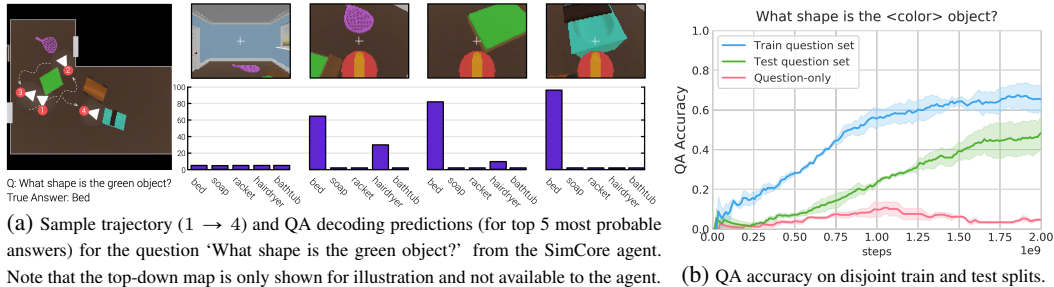 2
3
1
4
Q: What shape is the green object?
True Answer: Bed
100
80
60
40
20
0
bed
soap
racket
hairdryer
bathtub
bed
soap
racket
hairdryer
bathtub
bed
soap
racket
hairdryer
bathtub
bed
soap
racket
hairdryer
bathtub
(a) Sample trajectory (1 → 4) and QA decoding predictions (for top 5 most probable
answers) for the question ‘What shape is the green object?’ from the SimCore agent.
Note that the top-down map is only shown for illustration and not available to the agent.
What shape is the <color> object?
Train question set
Test question set
Question-only
QA Accuracy
1.0
0.8
0.6
0.4
0.2
0.0
0.00
0.25
0.50
0.75
1.00
1.25
1.50
1.75
2.00
steps
1e9
(b) QA accuracy on disjoint train and test splits.